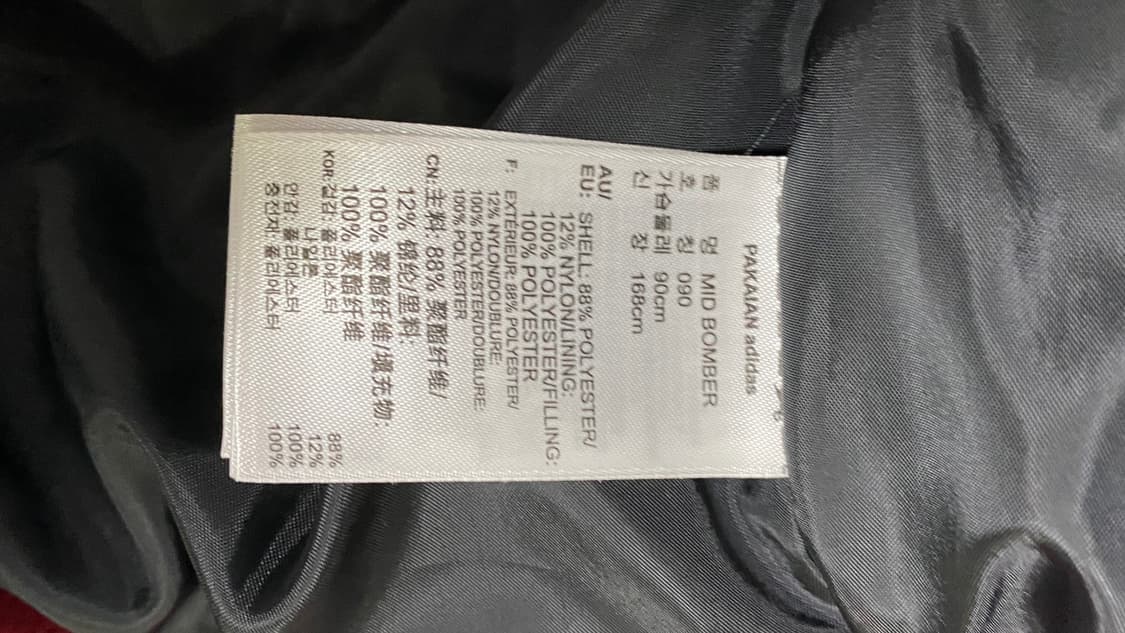 PAKAIAN adidas
품 명 MID BOMBER
호 칭 090
가슴둘레 90cm
신 장 168cm
AU/
EU: SHELL: 88% POLYESTER/
12% NYLON/LINING:
100% POLYESTER/FILLING:
100% POLYESTER
F: EXTÉRIEUR: 88% POLYESTER/
12% NYLON/DOUBLURE:
100% POLYESTER/DOUBLURE:
100% POLYESTER
CN:主料: 88% 聚酯纤维/
12% 锦纶/里料:
100% 聚酯纤维/填充物:
100% 聚酯纤维
KOR:겉감: 폴리에스터 88%
나일론 12%
안감: 폴리에스터 100%
충전재: 폴리에스터 100%